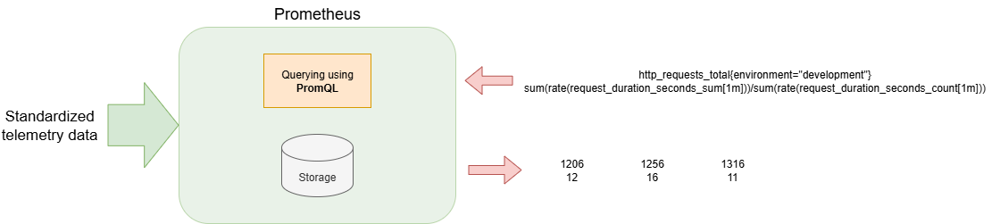 Prometheus
Querying using
PromQL
http_requests_total{environment="development"}
sum(rate(request_duration_seconds_sum[1m]))/sum(rate(request_duration_seconds_count[1m]))
Standardized
telemetry data
Storage
1206 1256 1316
12 16 11